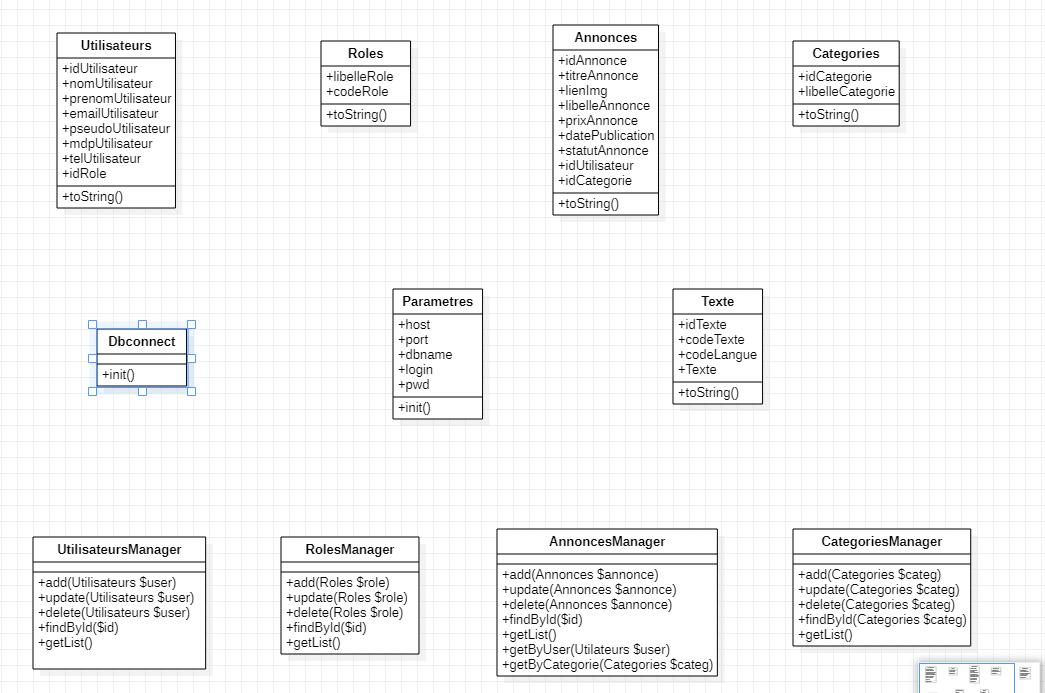 Utilisateurs
+idUtilisateur
+nomUtilisateur
+prenomUtilisateur
+emailUtilisateur
+pseudoUtilisateur
+mdpUtilisateur
+telUtilisateur
+idRole
+toString()
Roles
+libelleRole
+codeRole
+toString()
Annonces
+idAnnonce
+titreAnnonce
+lienImg
+libelleAnnonce
+prixAnnonce
+datePublication
+statutAnnonce
+idUtilisateur
+idCategorie
+toString()
Categories
+idCategorie
+libelleCategorie
+toString()
Dbconnect
+init()
Parametres
+host
+port
+dbname
+login
+pwd
+init()
Texte
+idTexte
+codeTexte
+codeLangue
+Texte
+toString()
UtilisateursManager
+add(Utilisateurs $user)
+update(Utilisateurs $user)
+delete(Utilisateurs $user)
+findById($id)
+getList()
RolesManager
+add(Roles $role)
+update(Roles $role)
+delete(Roles $role)
+findById($id)
+getList()
AnnoncesManager
+add(Annonces $annonce)
+update(Annonces $annonce)
+delete(Annonces $annonce)
+findById($id)
+getList()
+getByUser(Utilateurs $user)
+getByCategorie(Categories $categ)
CategoriesManager
+add(Categories $categ)
+update(Categories $categ)
+delete(Categories $categ)
+findById(Categories $categ)
+getList()